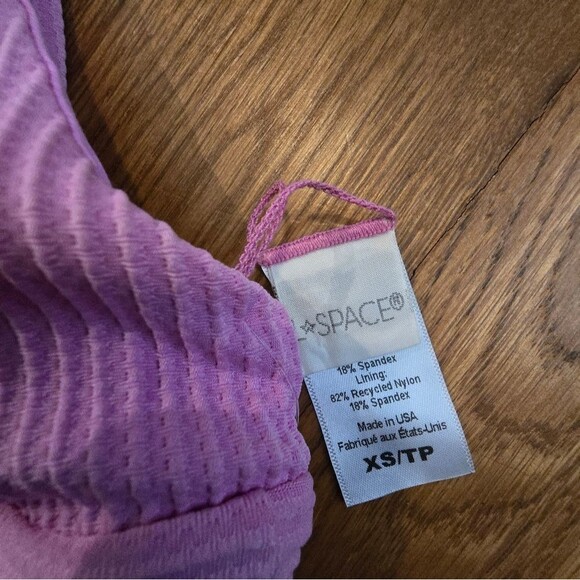 L✩SPACE®
18% Spandex
Lining:
82% Recycled Nylon
18% Spandex
Made in USA
Fabriqué aux États-Unis
XS/TP